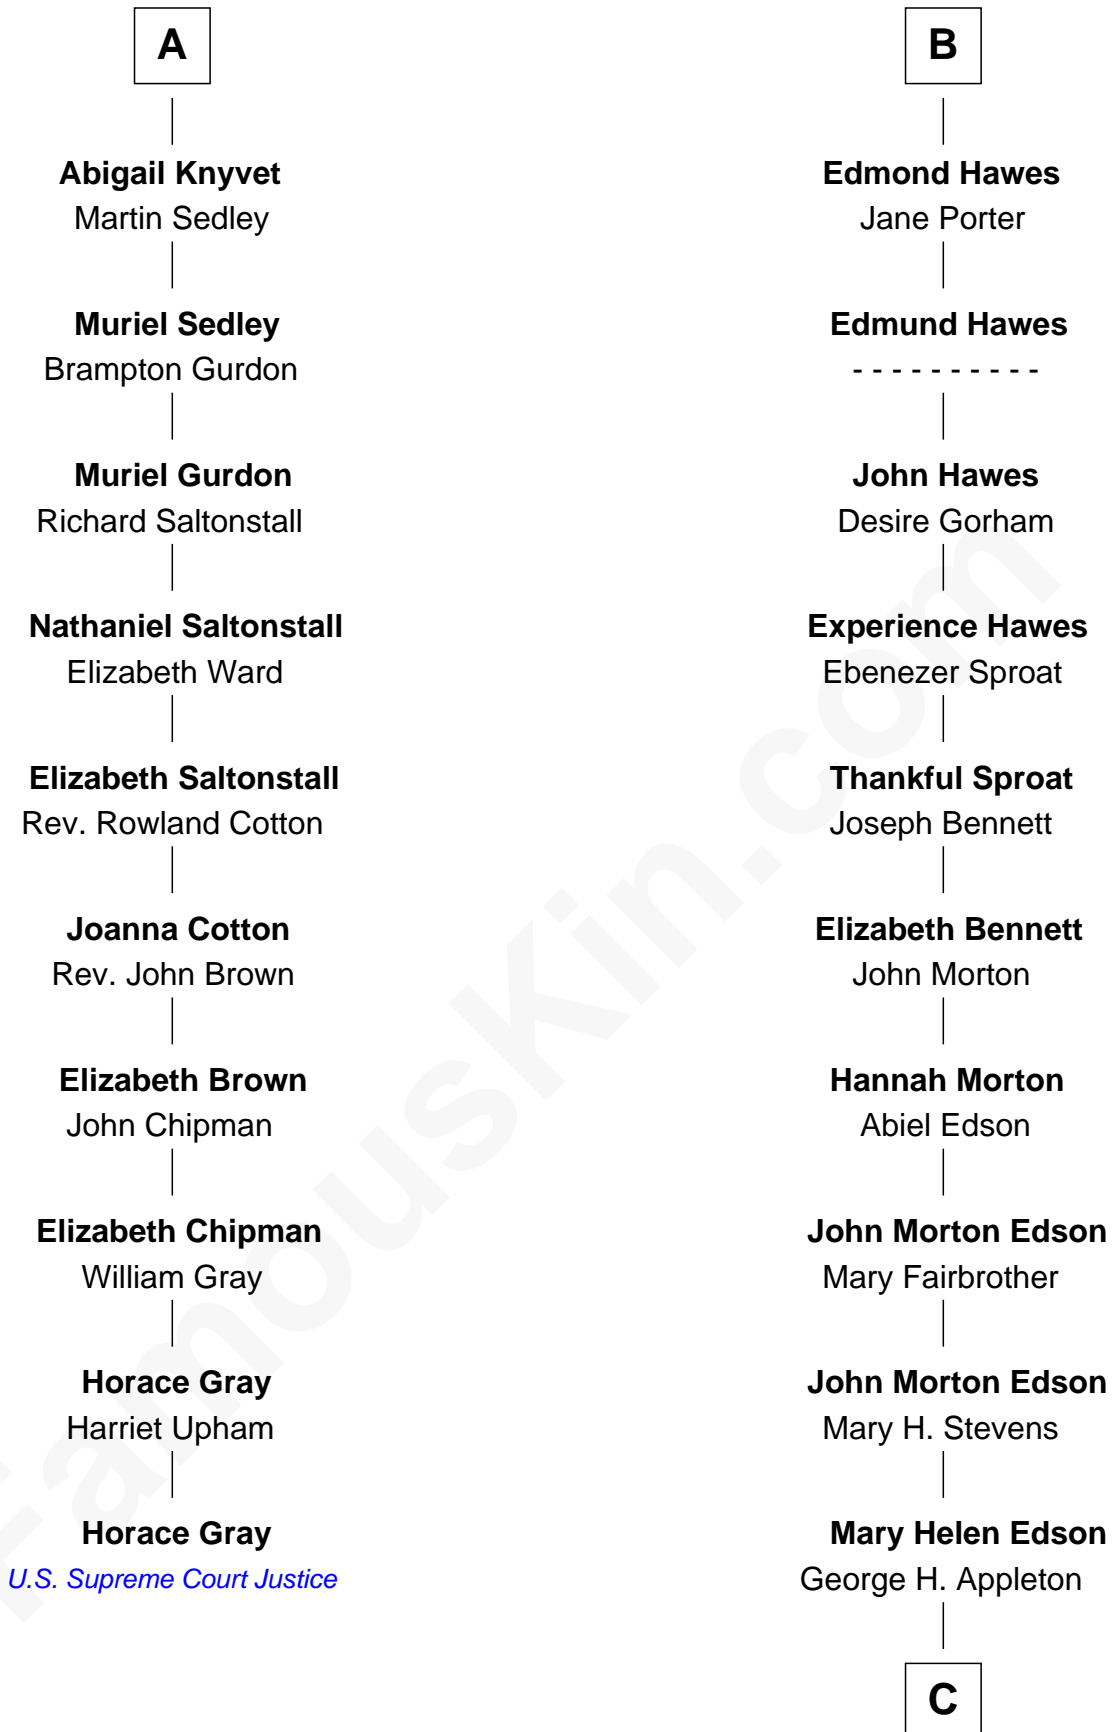 A
Abigail Knyvet
Martin Sedley
Muriel Sedley
Brampton Gurdon
Muriel Gurdon
Richard Saltonstall
Nathaniel Saltonstall
Elizabeth Ward
Elizabeth Saltonstall
Rev. Rowland Cotton
Joanna Cotton
Rev. John Brown
Elizabeth Brown
John Chipman
Elizabeth Chipman
William Gray
Horace Gray
Harriet Upham
Horace Gray
U.S. Supreme Court Justice
B
Edmond Hawes
Jane Porter
Edmund Hawes
- - - - - - - - - -
John Hawes
Desire Gorham
Experience Hawes
Ebenezer Sproat
Thankful Sproat
Joseph Bennett
Elizabeth Bennett
John Morton
Hannah Morton
Abiel Edson
John Morton Edson
Mary Fairbrother
John Morton Edson
Mary H. Stevens
Mary Helen Edson
George H. Appleton
C
FamousKin.com